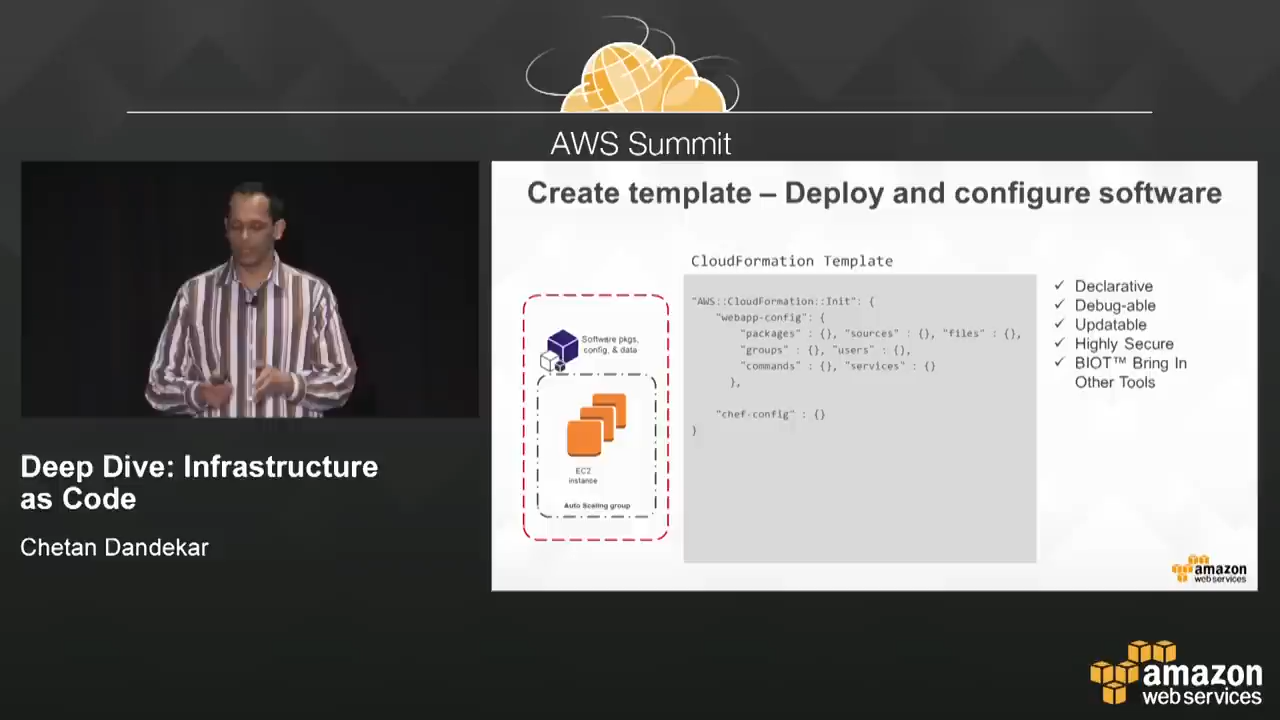 AWS Summit
Create template – Deploy and configure software
CloudFormation Template
"AWS::CloudFormation::Init": {
"webapp-config": {
"packages" : {}, "sources" : {}, "files" : {},
"groups" : {}, "users" : {},
"commands" : {}, "services" : {}
},
"chef-config" : {}
}
Software pkgs,
config, & data
EC2
instance
Auto Scaling group
✓ Declarative
✓ Debug-able
✓ Updatable
✓ Highly Secure
✓ BIOT™ Bring In
Other Tools
amazon
web services
Deep Dive: Infrastructure
as Code
Chetan Dandekar
amazon
web services